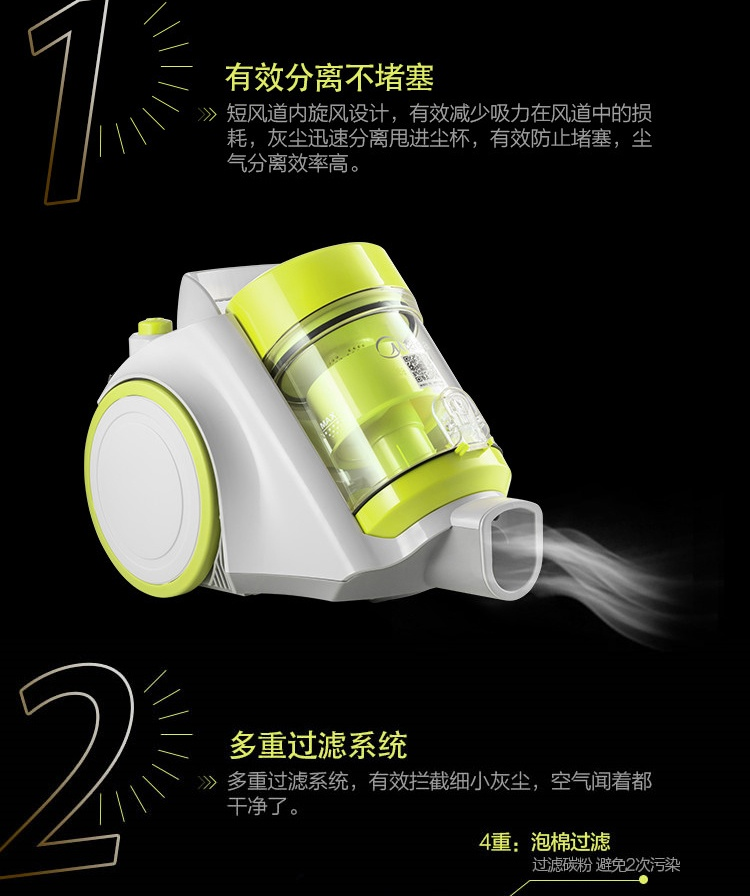 1
有效分离不堵塞
短风道内旋风设计，有效减少吸力在风道中的损
耗，灰尘迅速分离甩进尘杯，有效防止堵塞，尘
气分离效率高。
MAX
2
多重过滤系统
多重过滤系统，有效拦截细小灰尘，空气闻着都
干净了。
4重：泡棉过滤
过滤碳粉 避免2次污染